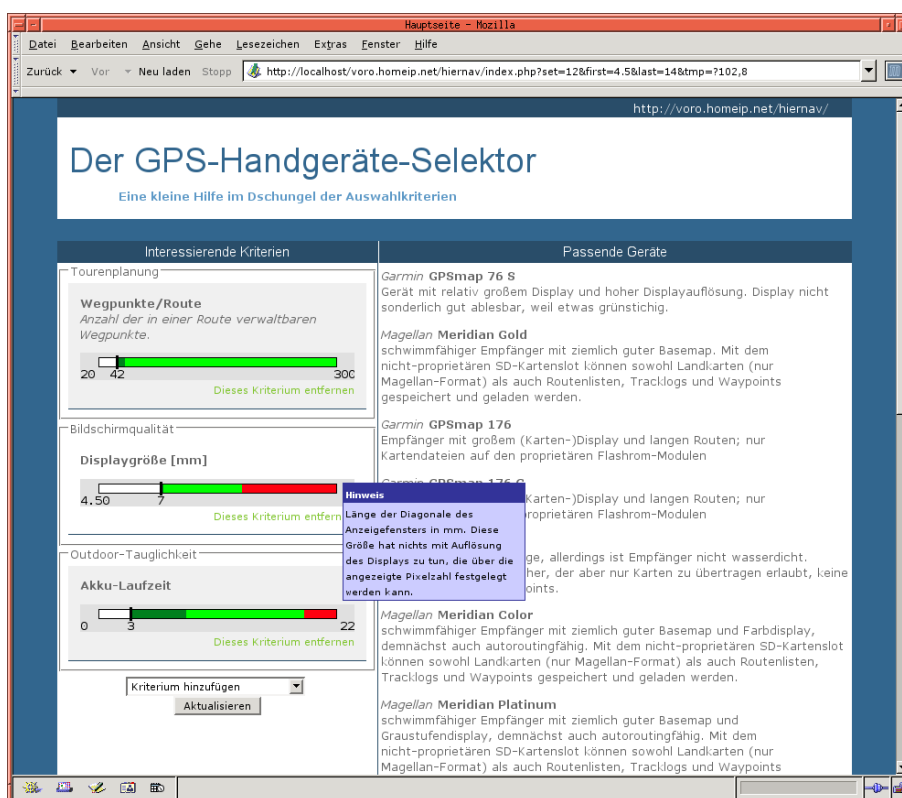 Hauptseite - Mozilla
Datei Bearbeiten Ansicht Gehe Lesezeichen Extras Fenster Hilfe
Zurück Vor Neu laden Stopp http://localhost/voro.homeip.net/hiernav/index.php?set=12&first=4.5&last=14&tmp=?102,8
http://voro.homeip.net/hiernav/
Der GPS-Handgeräte-Selektor
Eine kleine Hilfe im Dschungel der Auswahlkriterien
Interessierende Kriterien
Tourenplanung
Wegpunkte/Route
Anzahl der in einer Route verwaltbaren
Wegpunkte.
20 42 300
Dieses Kriterium entfernen
Bildschirmqualität
Displaygröße [mm]
4.50 7
Dieses Kriterium entfern
Hinweis
Länge der Diagonale des
Anzeigefensters in mm. Diese
Größe hat nichts mit Auflösung
des Displays zu tun, die über die
angezeigte Pixelzahl festgelegt
werden kann.
Outdoor-Tauglichkeit
Akku-Laufzeit
0 3 22
Dieses Kriterium entfernen
Kriterium hinzufügen
Aktualisieren
Passende Geräte
Garmin GPSmap 76 S
Gerät mit relativ großem Display und hoher Displayauflösung. Display nicht
sonderlich gut ablesbar, weil etwas grünstichig.
Magellan Meridian Gold
schwimmfähiger Empfänger mit ziemlich guter Basemap. Mit dem
nicht-proprietären SD-Kartenslot können sowohl Landkarten (nur
Magellan-Format) als auch Routenlisten, Tracklogs und Waypoints
gespeichert und geladen werden.
Garmin GPSmap 176
Empfänger mit großem (Karten-)Display und langen Routen; nur
Kartendateien auf den proprietären Flashrom-Modulen
Garmin GPSmap 176 C
Karten-)Display und langen Routen; nur
roprietären Flashrom-Modulen
ge, allerdings ist Empfänger nicht wasserdicht.
her, der aber nur Karten zu übertragen erlaubt, keine
oints.
Magellan Meridian Color
schwimmfähiger Empfänger mit ziemlich guter Basemap und Farbdisplay,
demnächst auch autoroutingfähig. Mit dem nicht-proprietären SD-Kartenslot
können sowohl Landkarten (nur Magellan-Format) als auch Routenlisten,
Tracklogs und Waypoints gespeichert und geladen werden.
Magellan Meridian Platinum
schwimmfähiger Empfänger mit ziemlich guter Basemap und
Graustufendisplay, demnächst auch autoroutingfähig. Mit dem
nicht-proprietären SD-Kartenslot können sowohl Landkarten (nur
Magellan-Format) als auch Routenlisten, Tracklogs und Waypoints